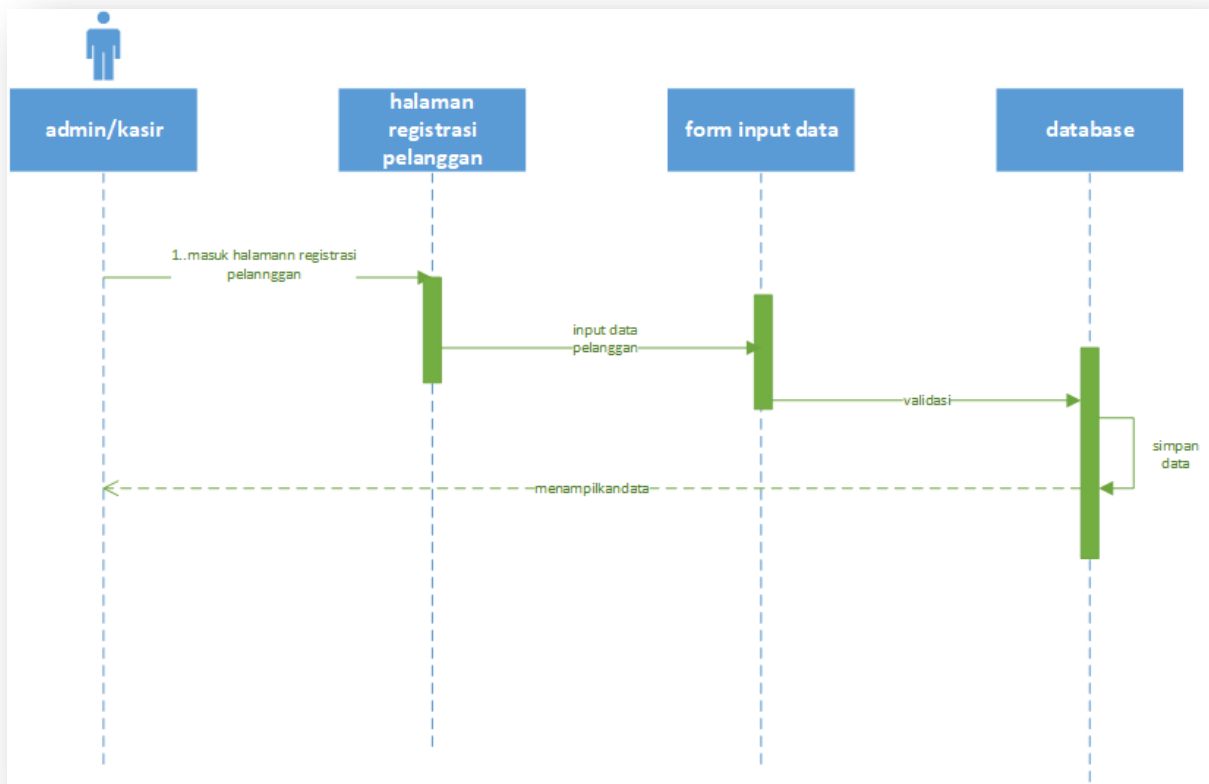 admin/kasir
halaman
registrasi
pelanggan
form input data
database
1..masuk halamann registrasi
pelannggan
input data
pelanggan
validasi
simpan
data
menampilkandata